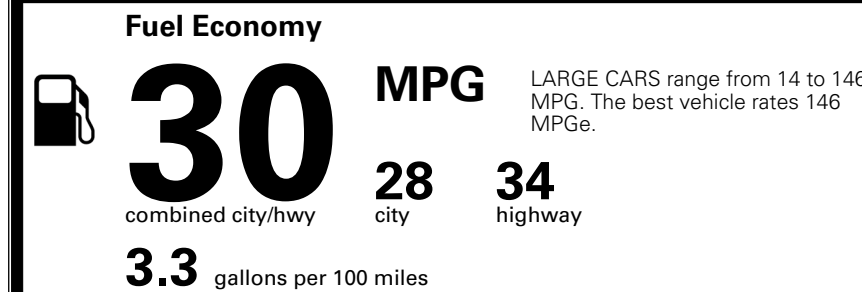 Fuel Economy
30 MPG
LARGE CARS range from 14 to 146
MPG. The best vehicle rates 146
MPGe.
28 34
combined city/hwy city highway
3.3 gallons per 100 miles